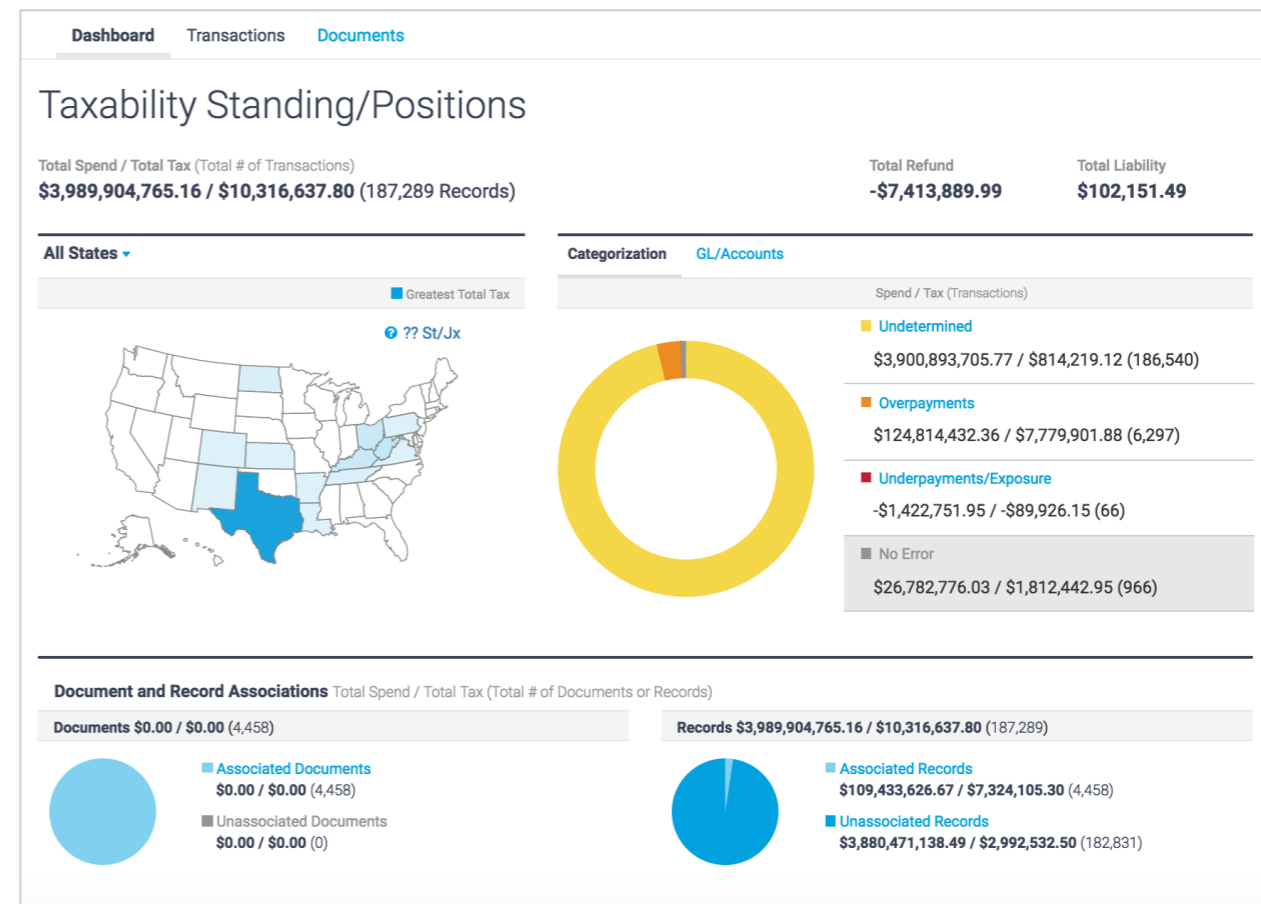 Dashboard Transactions Documents
Taxability Standing/Positions
Total Spend / Total Tax (Total # of Transactions)
$3,989,904,765.16 / $10,316,637.80 (187,289 Records)
Total Refund
-$7,413,889.99
Total Liability
$102,151.49
All States
Greatest Total Tax
?? St/Jx
Categorization GL/Accounts
Spend / Tax (Transactions)
Undetermined
$3,900,893,705.77 / $814,219.12 (186,540)
Overpayments
$124,814,432.36 / $7,779,901.88 (6,297)
Underpayments/Exposure
-$1,422,751.95 / -$89,926.15 (66)
No Error
$26,782,776.03 / $1,812,442.95 (966)
Document and Record Associations Total Spend / Total Tax (Total # of Documents or Records)
Documents $0.00 / $0.00 (4,458)
Associated Documents
$0.00 / $0.00 (4,458)
Unassociated Documents
$0.00 / $0.00 (0)
Records $3,989,904,765.16 / $10,316,637.80 (187,289)
Associated Records
$109,433,626.67 / $7,324,105.30 (4,458)
Unassociated Records
$3,880,471,138.49 / $2,992,532.50 (182,831)